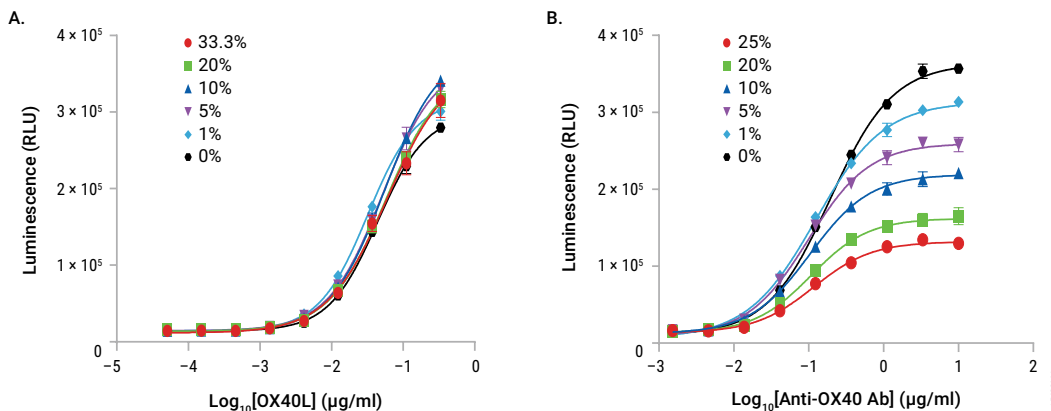 A.
4 × 10⁵
3 × 10⁵
2 × 10⁵
1 × 10⁵
0
Luminescence (RLU)
33.3%
20%
10%
5%
1%
0%
−5
−4
−3
−2
−1
0
Log₁₀[OX40L] (µg/ml)
B.
4 × 10⁵
3 × 10⁵
2 × 10⁵
1 × 10⁵
0
Luminescence (RLU)
25%
20%
10%
5%
1%
0%
−3
−2
−1
0
1
2
Log₁₀[Anti-OX40 Ab] (µg/ml)